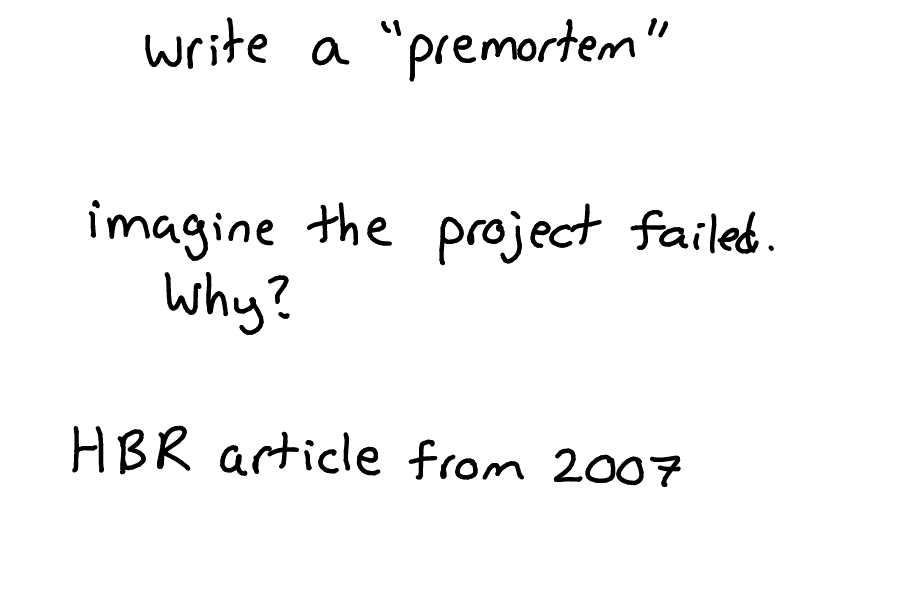 write a “premortem”
imagine the project failed.
Why?
HBR article from 2007